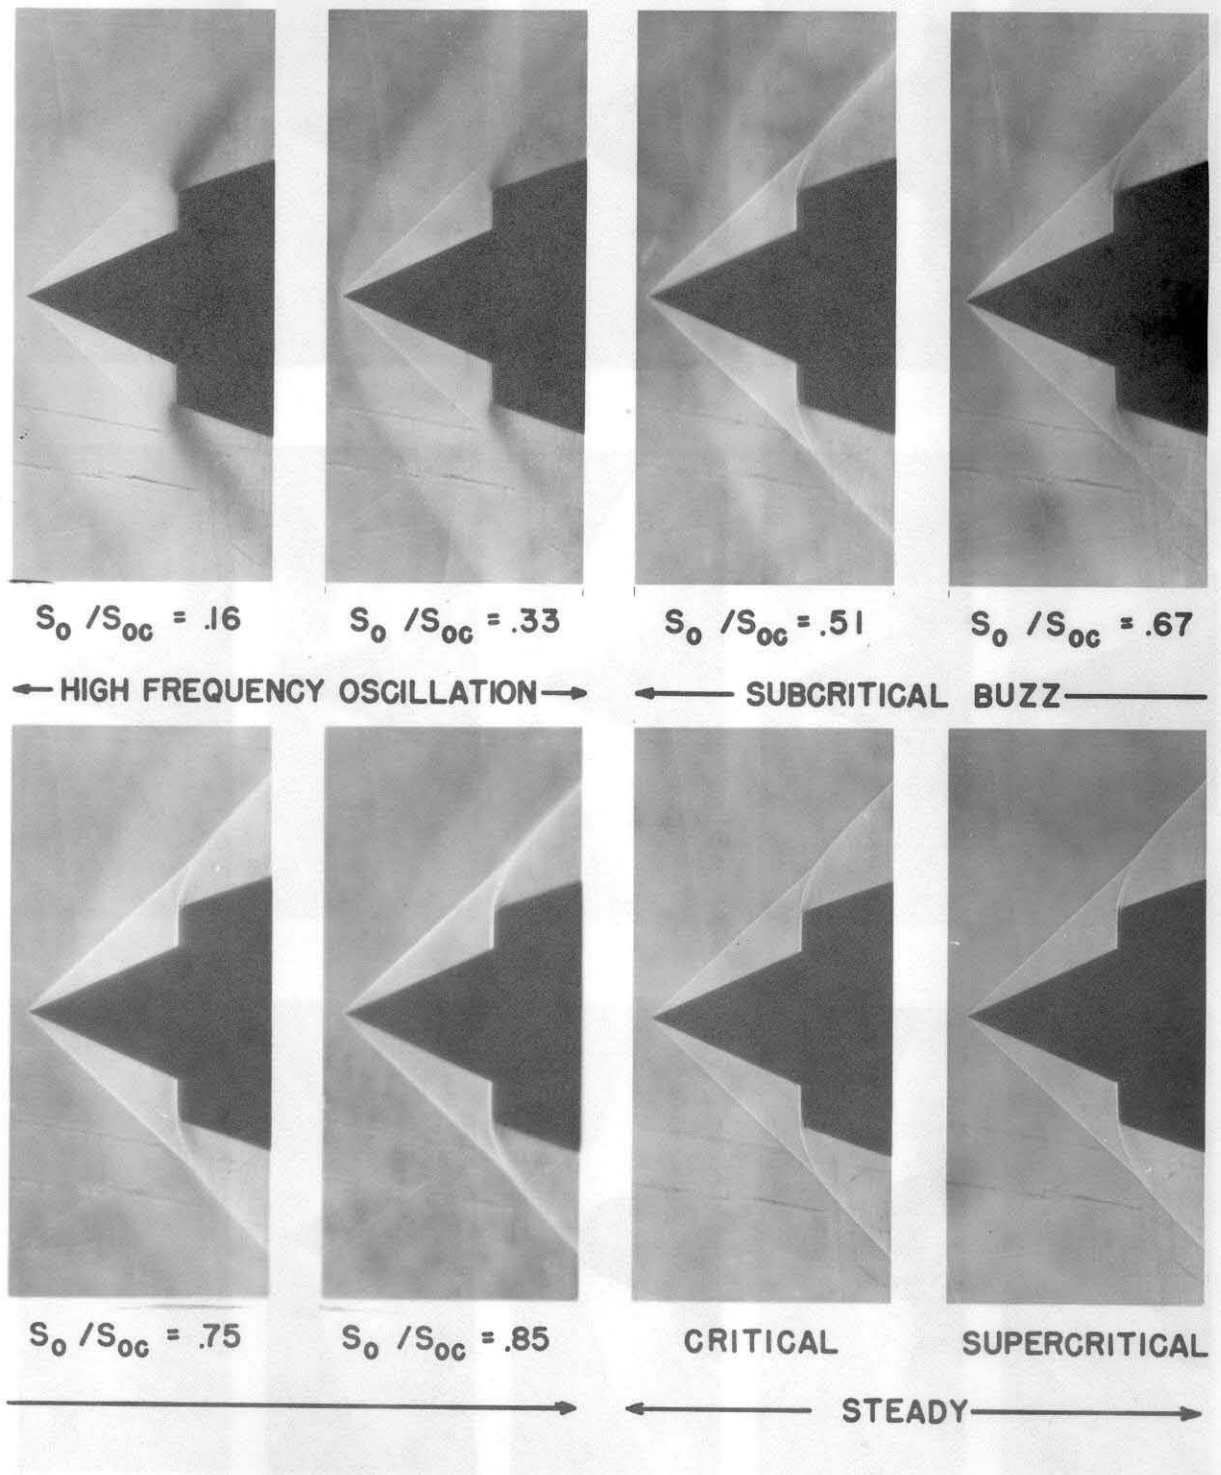 S₀ /S₀C = .16
S₀ /S₀C = .33
S₀ /S₀C = .51
S₀ /S₀C = .67
HIGH FREQUENCY OSCILLATION
SUBCRITICAL BUZZ
S₀ /S₀C = .75
S₀ /S₀C = .85
CRITICAL
SUPERCRITICAL
STEADY